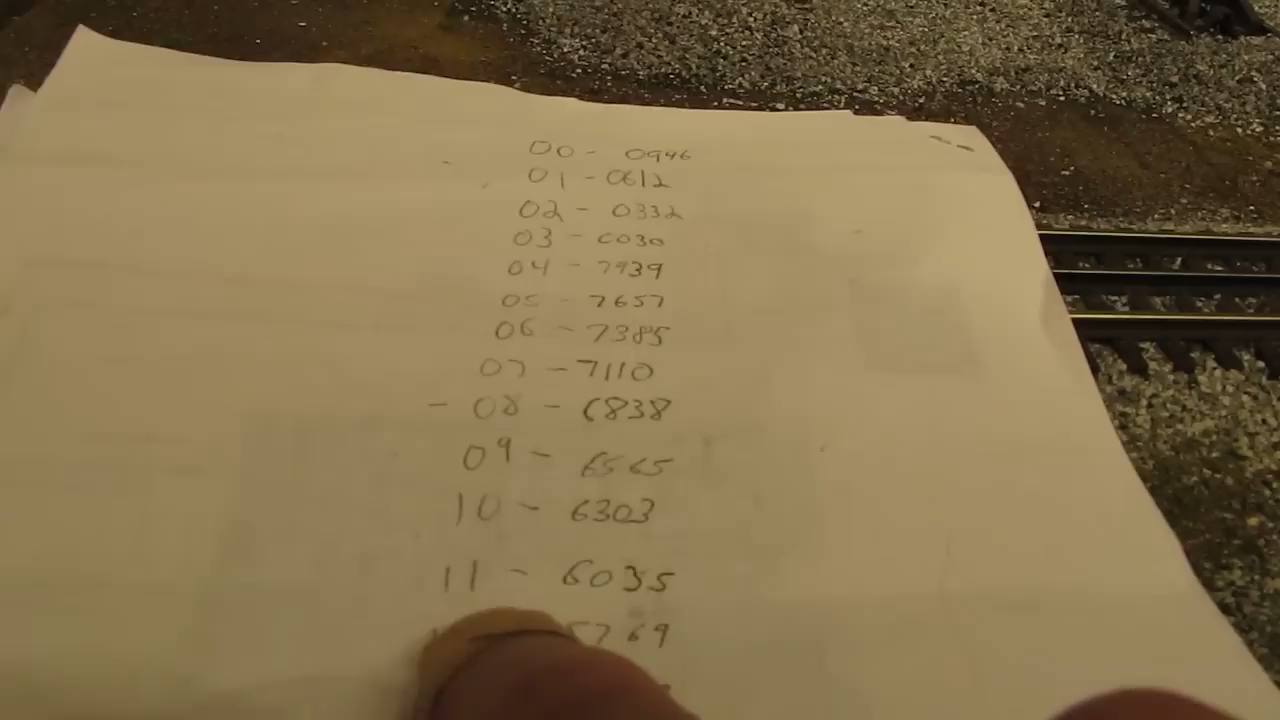 00 - 0946
01 - 0612
02 - 0332
03 - 0030
04 - 7939
05 - 7657
06 - 7385
07 - 7110
- 08 - 6838
09 - 6565
10 - 6303
11 - 6035
5769